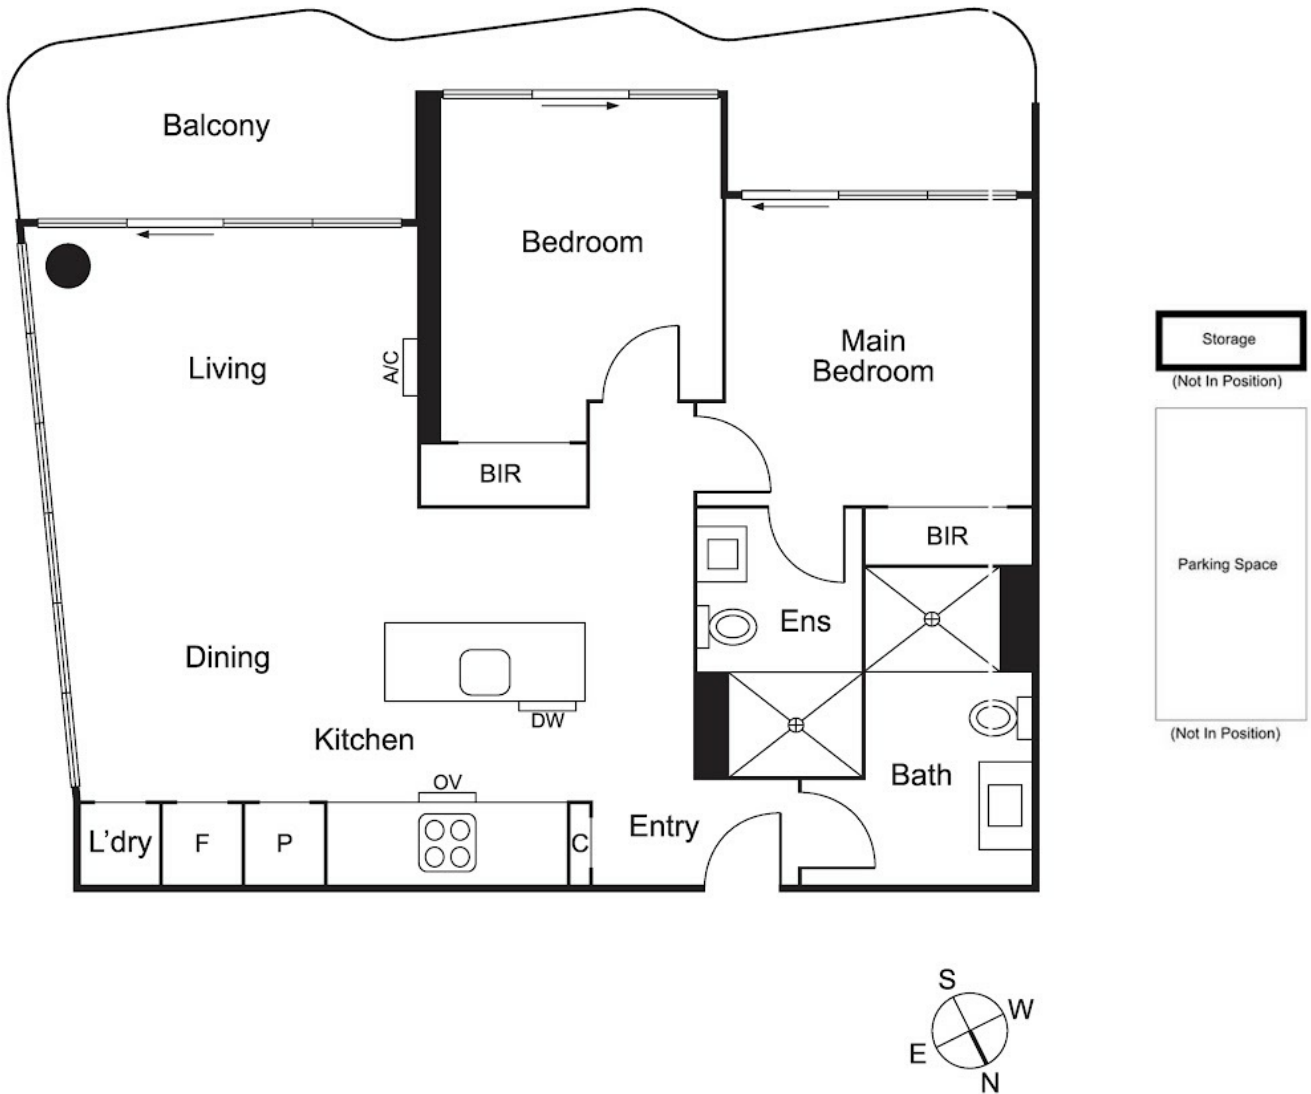 Balcony
Bedroom
Living
A/C
Main
Bedroom
Storage
(Not In Position)
BIR
BIR
Parking Space
Ens
Dining
DW
Kitchen
(Not In Position)
OV
Bath
L'dry
F
P
C
Entry
S
W
E
N